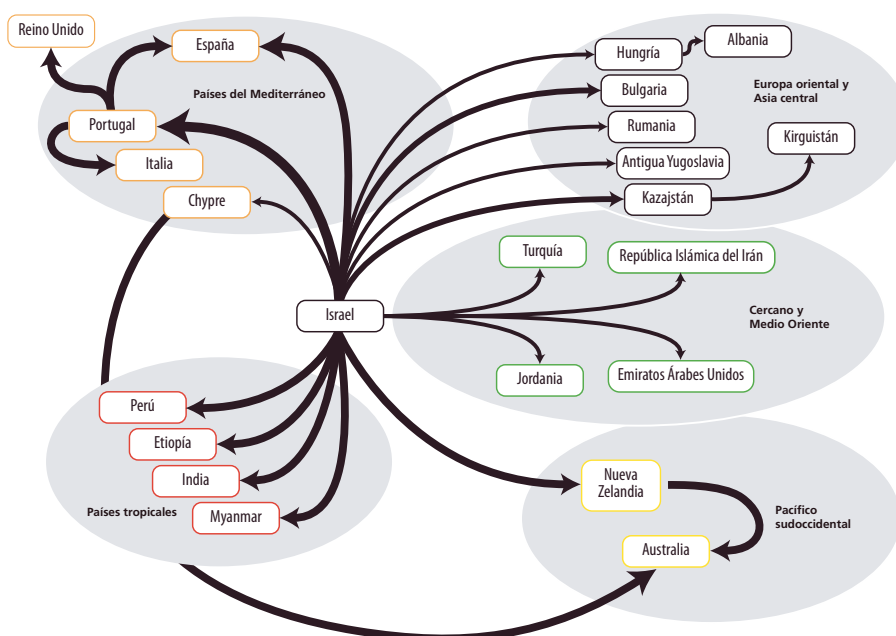 Reino Unido
España
Países del Mediterráneo
Portugal
Italia
Chypre
Hungría
Albania
Bulgaria
Europa oriental y
Asia central
Rumania
Kirguistán
Antigua Yugoslavia
Kazajstán
Turquía
República Islámica del Irán
Israel
Cercano y
Medio Oriente
Jordania
Emiratos Árabes Unidos
Perú
Etiopía
India
Países tropicales
Myanmar
Nueva
Zelandia
Pacífico
sudoccidental
Australia